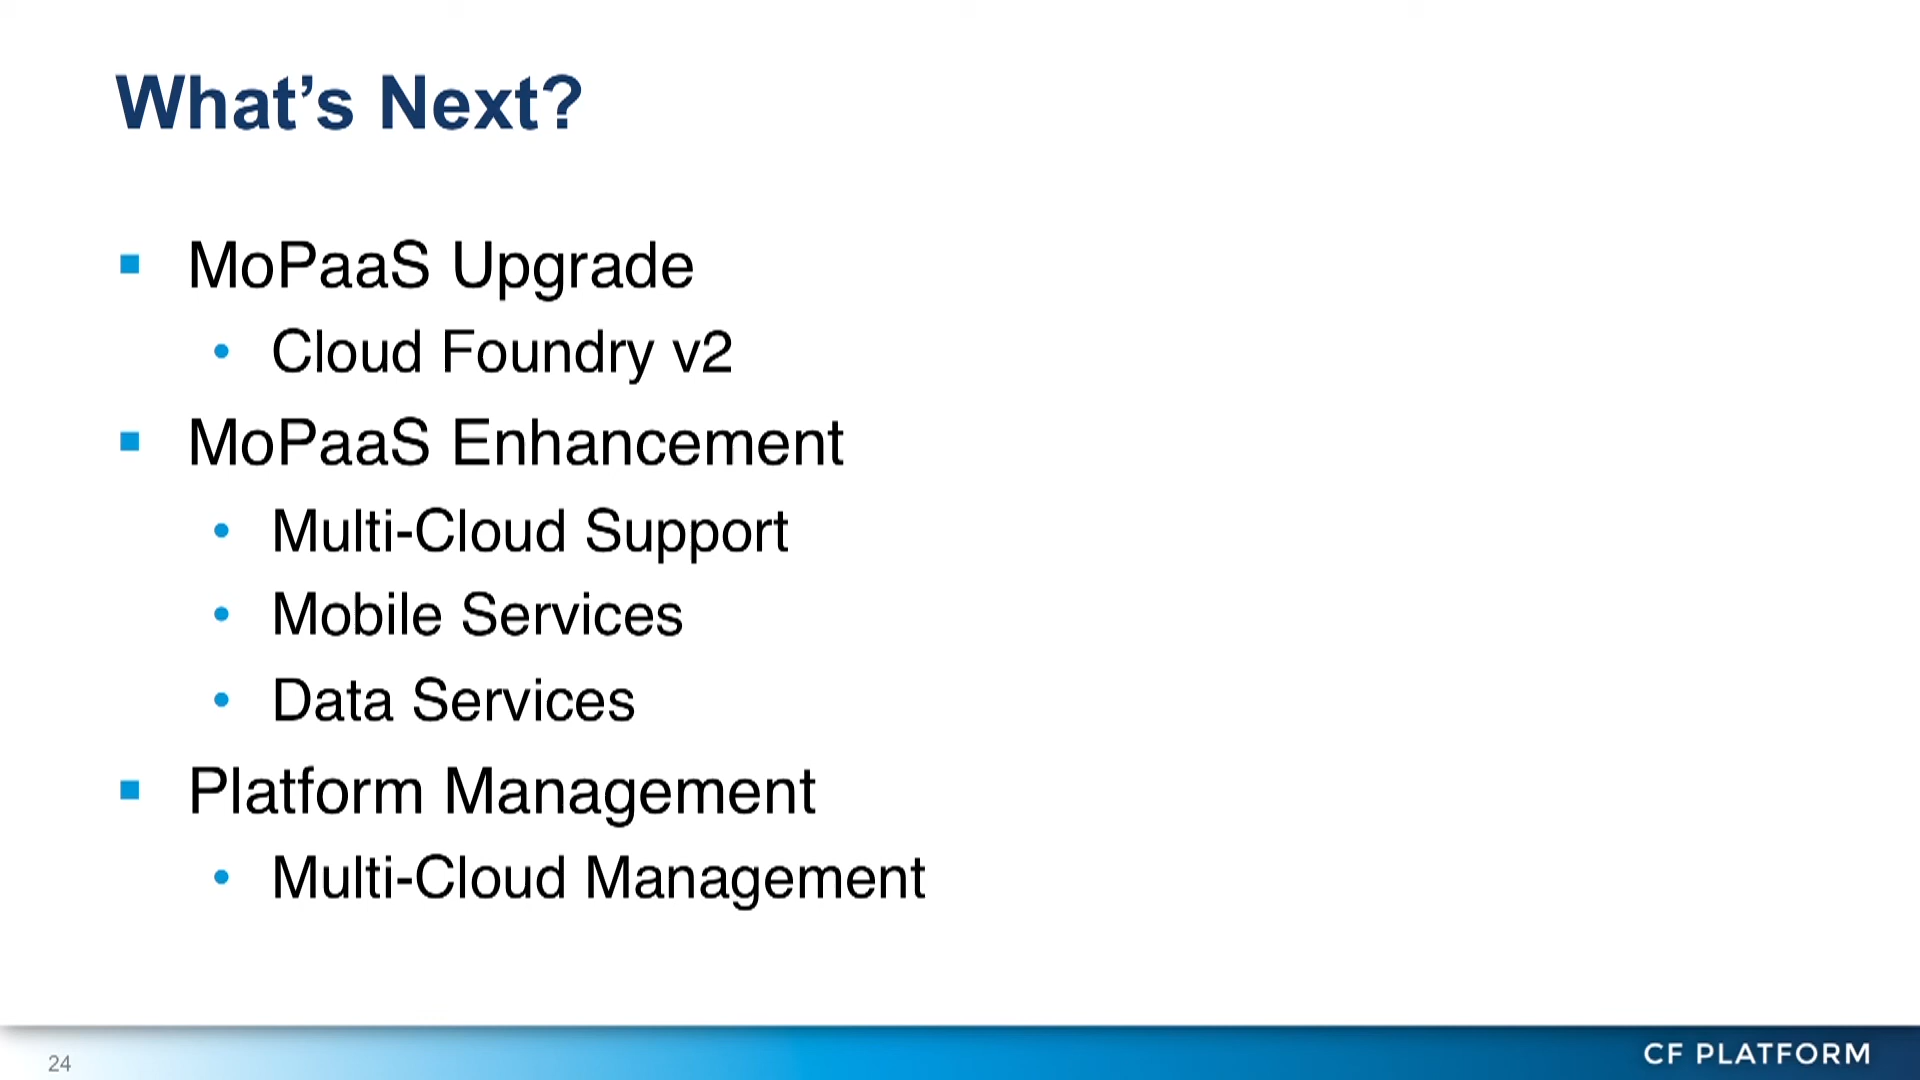 What’s Next?
MoPaaS Upgrade
Cloud Foundry v2
MoPaaS Enhancement
Multi-Cloud Support
Mobile Services
Data Services
Platform Management
Multi-Cloud Management
24
CF PLATFORM